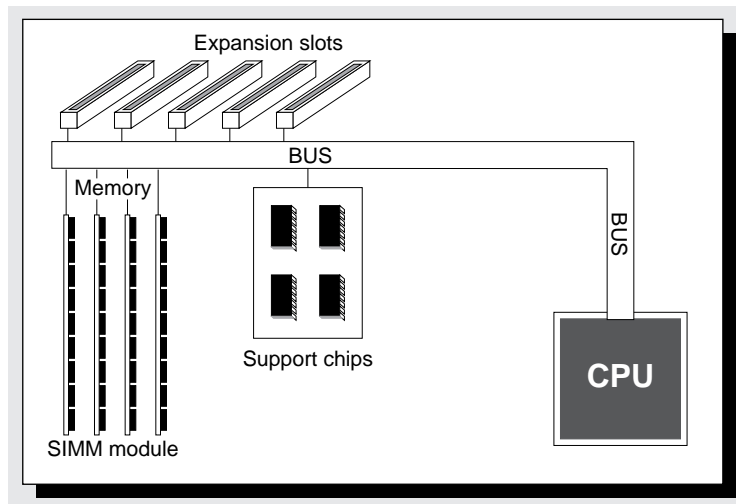 Expansion slots
BUS
Memory
BUS
Support chips
CPU
SIMM module